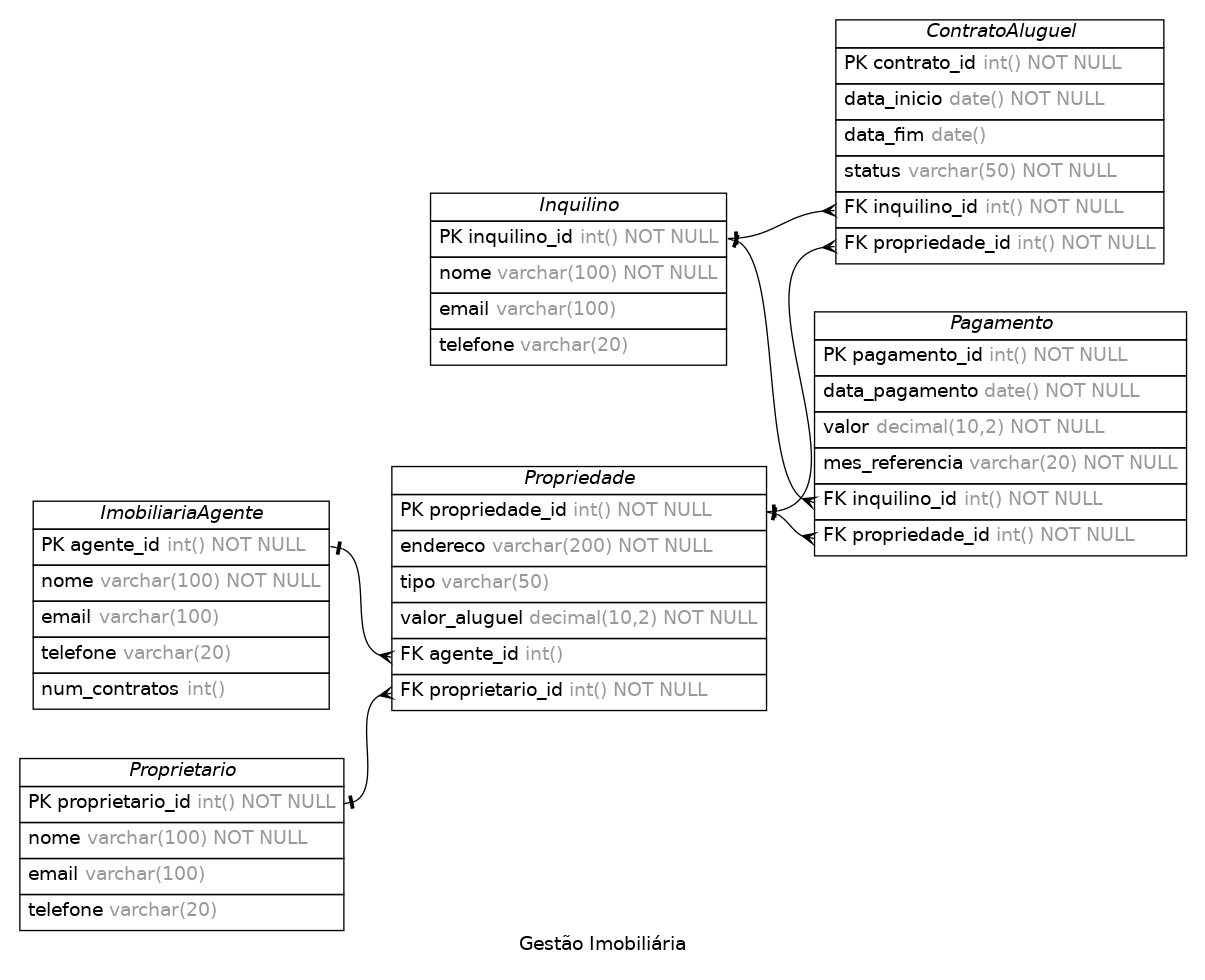 ContratoAluguel
PK contrato_id int() NOT NULL
data_inicio date() NOT NULL
data_fim date()
status varchar(50) NOT NULL
FK inquilino_id int() NOT NULL
FK propriedade_id int() NOT NULL
Inquilino
PK inquilino_id int() NOT NULL
nome varchar(100) NOT NULL
email varchar(100)
telefone varchar(20)
Pagamento
PK pagamento_id int() NOT NULL
data_pagamento date() NOT NULL
valor decimal(10,2) NOT NULL
mes_referencia varchar(20) NOT NULL
FK inquilino_id int() NOT NULL
FK propriedade_id int() NOT NULL
Propriedade
PK propriedade_id int() NOT NULL
endereco varchar(200) NOT NULL
tipo varchar(50)
valor_aluguel decimal(10,2) NOT NULL
FK agente_id int()
FK proprietario_id int() NOT NULL
ImobiliariaAgente
PK agente_id int() NOT NULL
nome varchar(100) NOT NULL
email varchar(100)
telefone varchar(20)
num_contratos int()
Proprietario
PK proprietario_id int() NOT NULL
nome varchar(100) NOT NULL
email varchar(100)
telefone varchar(20)
Gestão Imobiliária